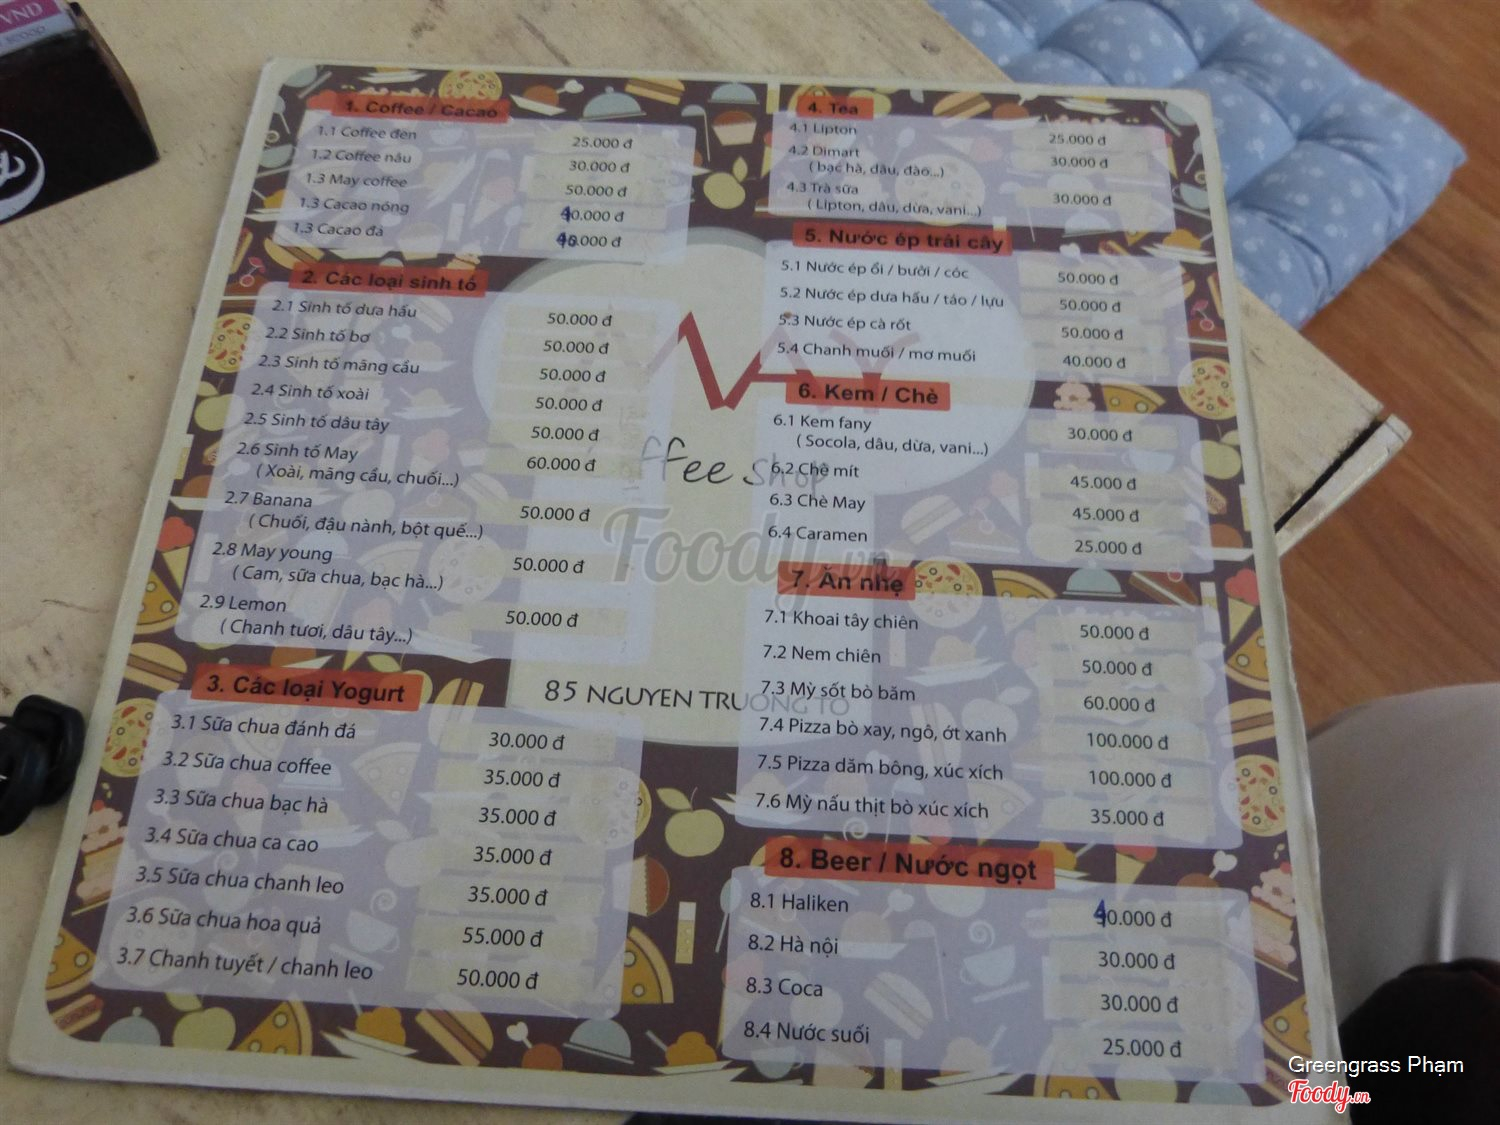 VND
scoop
1. Coffee / Cacao
1.1 Coffee đen 25.000 đ
1.2 Coffee nâu 30.000 đ
1.3 May coffee 50.000 đ
1.3 Cacao nóng 40.000 đ
1.3 Cacao đá 40.000 đ
2. Các loại sinh tố
2.1 Sinh tố dưa hấu 50.000 đ
2.2 Sinh tố bơ 50.000 đ
2.3 Sinh tố mãng cầu 50.000 đ
2.4 Sinh tố xoài 50.000 đ
2.5 Sinh tố dâu tây 50.000 đ
2.6 Sinh tố May 60.000 đ
( Xoài, mãng cầu, chuối...)
2.7 Banana 50.000 đ
( Chuối, đậu nành, bột quế...)
2.8 May young 50.000 đ
( Cam, sữa chua, bạc hà...)
2.9 Lemon 50.000 đ
( Chanh tươi, dâu tây...)
3. Các loại Yogurt
3.1 Sữa chua đánh đá 30.000 đ
3.2 Sữa chua coffee 35.000 đ
3.3 Sữa chua bạc hà 35.000 đ
3.4 Sữa chua ca cao 35.000 đ
3.5 Sữa chua chanh leo 35.000 đ
3.6 Sữa chua hoa quả 55.000 đ
3.7 Chanh tuyết / chanh leo 50.000 đ
MAY
ffee shop
85 NGUYEN TRUONG TO
4. Tea
4.1 Lipton 25.000 đ
4.2 Dimart 30.000 đ
( bạc hà, dâu, đào...)
4.3 Trà sữa 30.000 đ
( Lipton, dâu, dừa, vani...)
5. Nước ép trái cây
5.1 Nước ép ổi / bưởi / cóc 50.000 đ
5.2 Nước ép dưa hấu / táo / lựu 50.000 đ
5.3 Nước ép cà rốt 50.000 đ
5.4 Chanh muối / mơ muối 40.000 đ
6. Kem / Chè
6.1 Kem fany 30.000 đ
( Socola, dâu, dừa, vani...)
6.2 Chè mít 45.000 đ
6.3 Chè May 45.000 đ
6.4 Caramen 25.000 đ
7. Ăn nhẹ
7.1 Khoai tây chiên 50.000 đ
7.2 Nem chiên 50.000 đ
7.3 Mỳ sốt bò băm 60.000 đ
7.4 Pizza bò xay, ngô, ớt xanh 100.000 đ
7.5 Pizza dăm bông, xúc xích 100.000 đ
7.6 Mỳ nấu thịt bò xúc xích 35.000 đ
8. Beer / Nước ngọt
8.1 Haliken 40.000 đ
8.2 Hà nội 30.000 đ
8.3 Coca 30.000 đ
8.4 Nước suối 25.000 đ
Foody.vn
Greengrass Phạm
Foody.vn